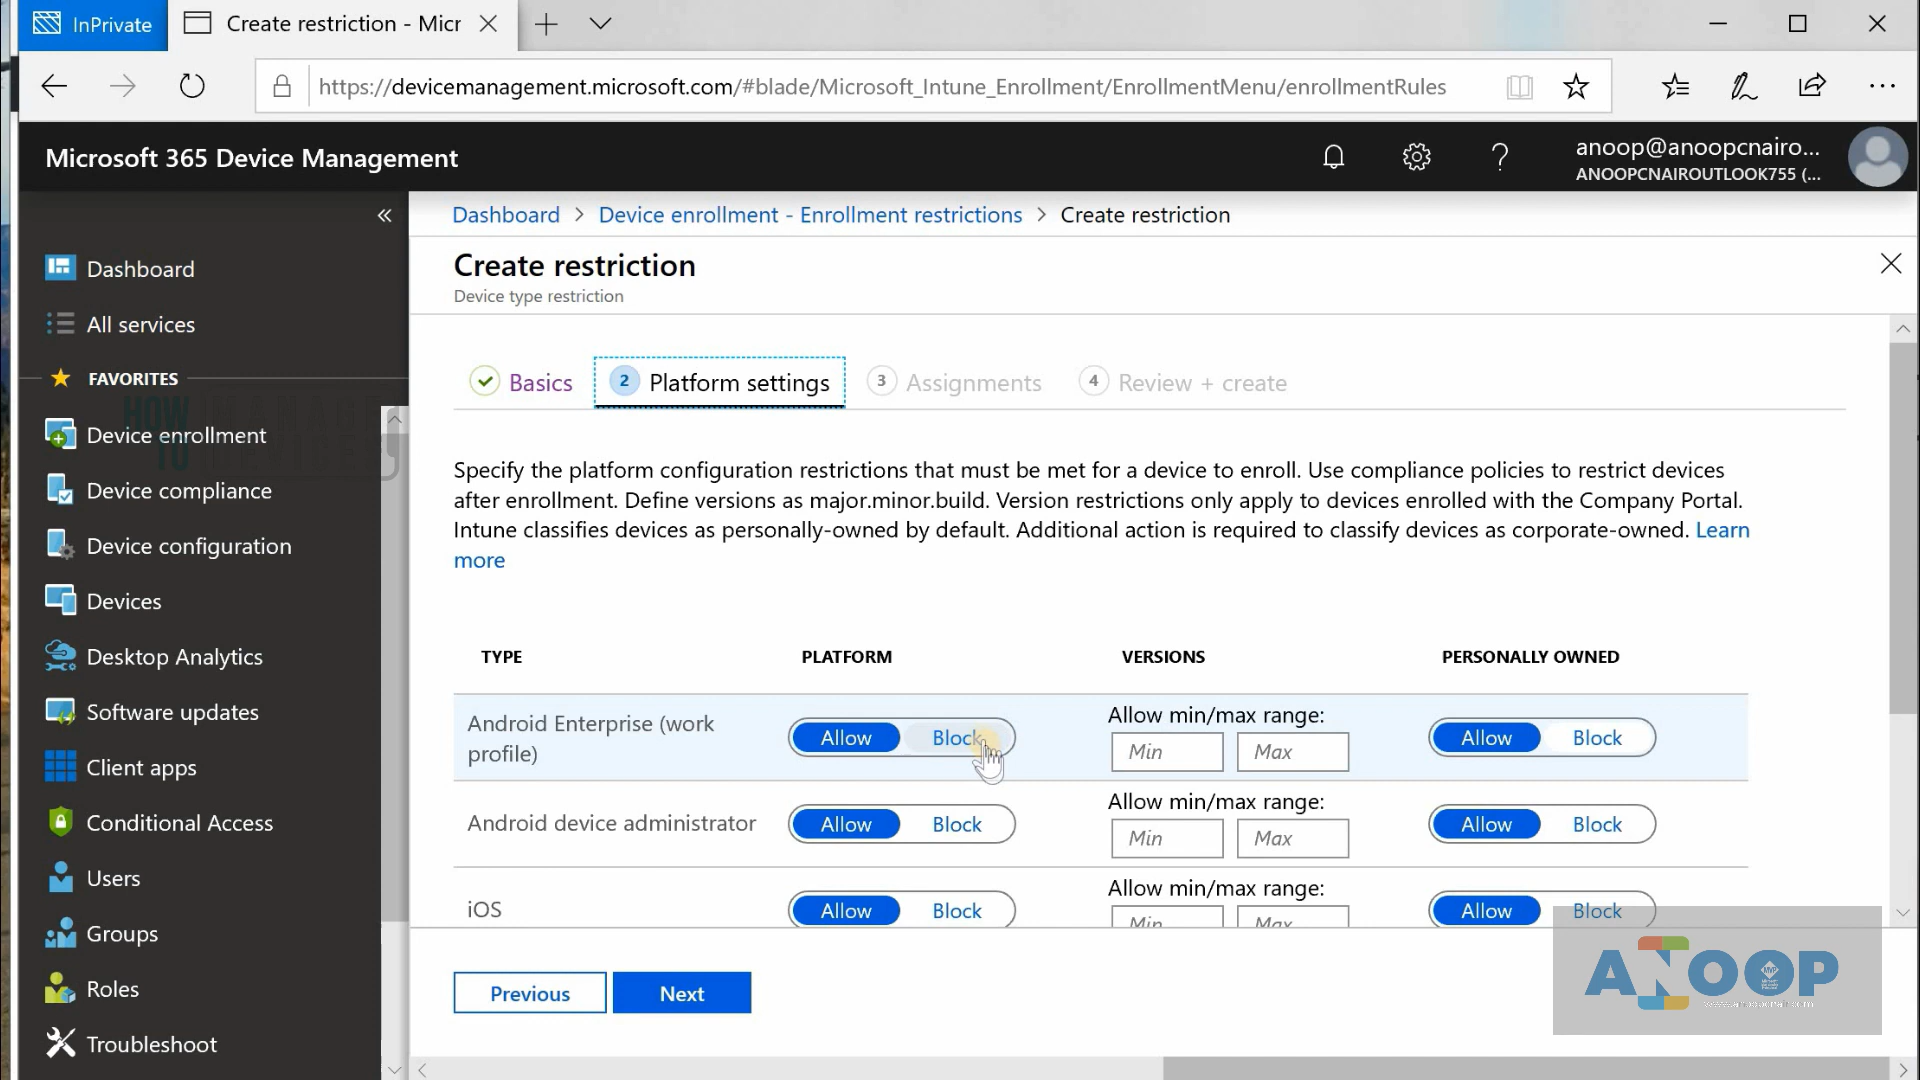 InPrivate
Create restriction - Micr
https://devicemanagement.microsoft.com/#blade/Microsoft_Intune_Enrollment/EnrollmentMenu/enrollmentRules
Microsoft 365 Device Management
anoop@anoopcnairo...
ANOOPCNAIROUTLOOK755 (...
Dashboard > Device enrollment - Enrollment restrictions > Create restriction
Create restriction
Device type restriction
Dashboard
All services
FAVORITES
HOW TO MANAGE DEVICES
Device enrollment
Device compliance
Device configuration
Devices
Desktop Analytics
Software updates
Client apps
Conditional Access
Users
Groups
Roles
Troubleshoot
Basics
2 Platform settings
3 Assignments
4 Review + create
Specify the platform configuration restrictions that must be met for a device to enroll. Use compliance policies to restrict devices
after enrollment. Define versions as major.minor.build. Version restrictions only apply to devices enrolled with the Company Portal.
Intune classifies devices as personally-owned by default. Additional action is required to classify devices as corporate-owned. Learn
more
TYPE PLATFORM VERSIONS PERSONALLY OWNED
Android Enterprise (work
profile)
Allow Block
Allow min/max range:
Min Max
Allow Block
Android device administrator
Allow Block
Allow min/max range:
Min Max
Allow Block
iOS
Allow Block
Allow min/max range:
Min Max
Allow Block
Previous Next
ANOOP